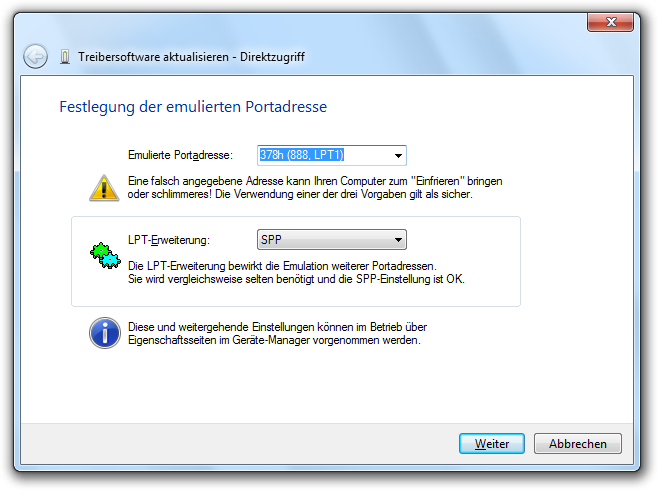 Treibersoftware aktualisieren - Direktzugriff
Festlegung der emulierten Portadresse
Emulierte Portadresse: 378h (888, LPT1)
Eine falsch angegebene Adresse kann Ihren Computer zum "Einfrieren" bringen
oder schlimmeres! Die Verwendung einer der drei Vorgaben gilt als sicher.
LPT-Erweiterung: SPP
Die LPT-Erweiterung bewirkt die Emulation weiterer Portadressen.
Sie wird vergleichsweise selten benötigt und die SPP-Einstellung ist OK.
Diese und weitergehende Einstellungen können im Betrieb über
Eigenschaftsseiten im Geräte-Manager vorgenommen werden.
Weiter Abbrechen